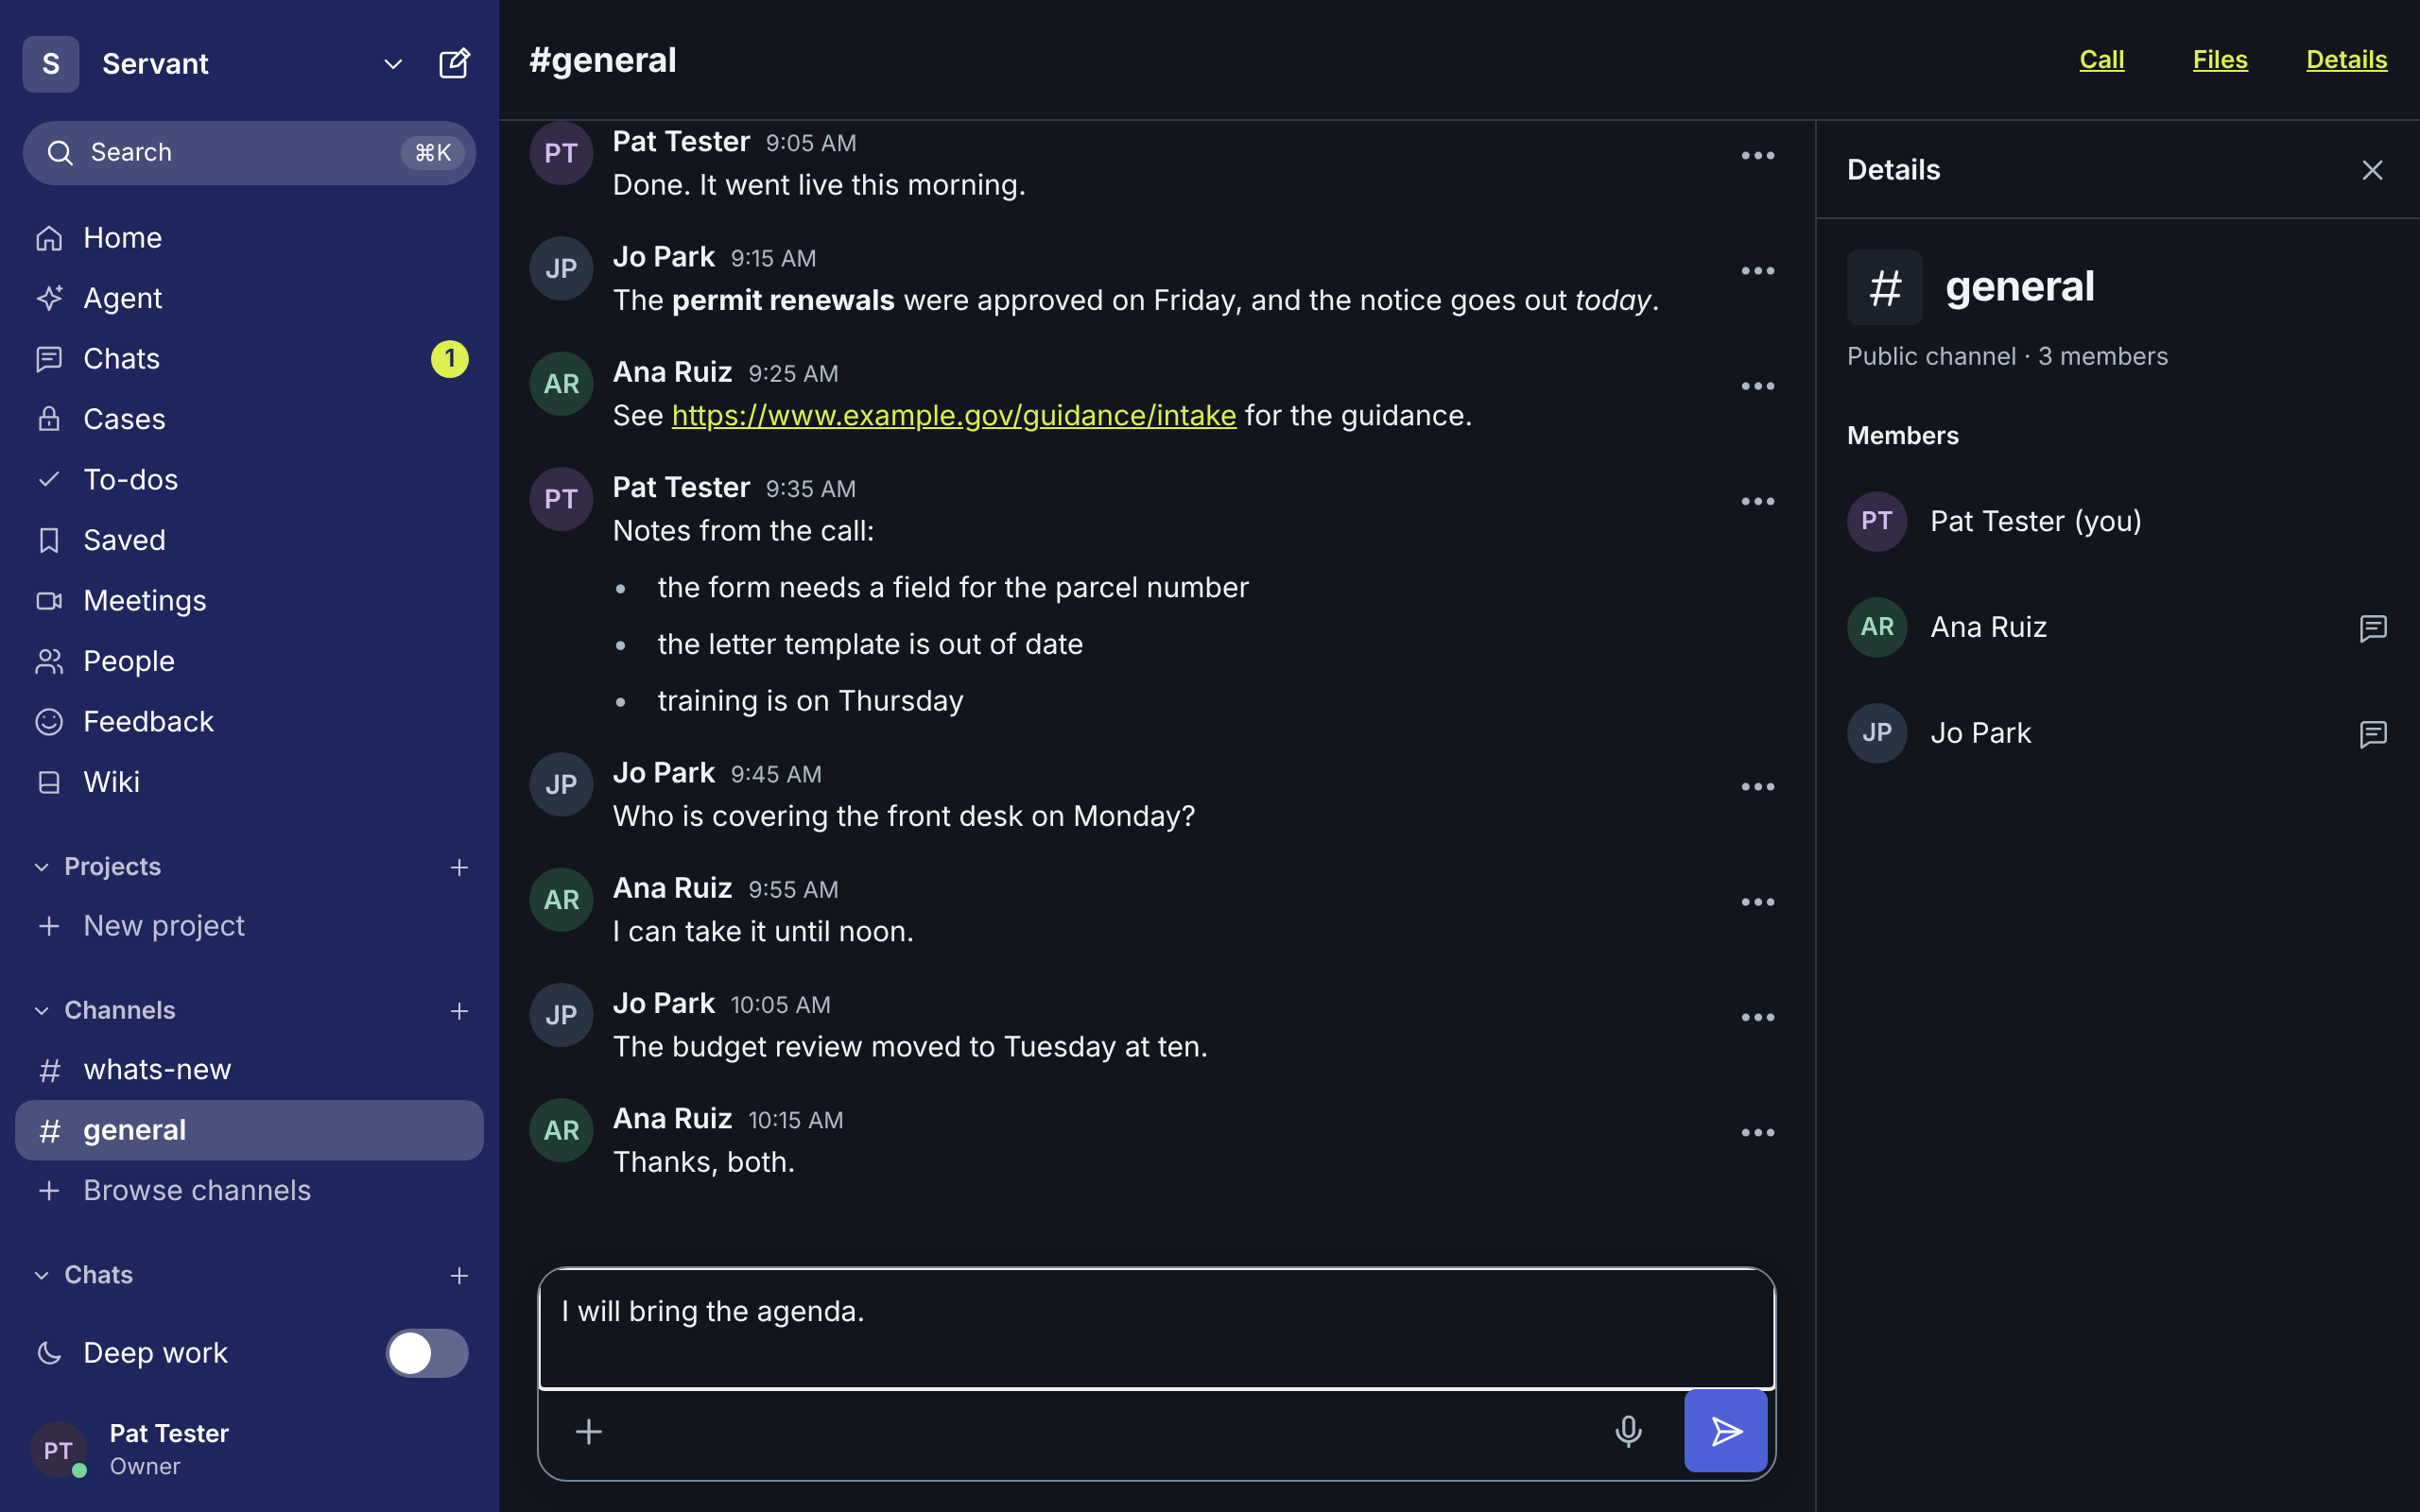 S Servant
Search ⌘K
Home
Agent
Chats 1
Cases
To-dos
Saved
Meetings
People
Feedback
Wiki
Projects
New project
Channels
# whats-new
# general
Browse channels
Chats
Deep work
PT Pat Tester
Owner
#general
Call Files Details
PT Pat Tester 9:05 AM
Done. It went live this morning.
JP Jo Park 9:15 AM
The permit renewals were approved on Friday, and the notice goes out today.
AR Ana Ruiz 9:25 AM
See https://www.example.gov/guidance/intake for the guidance.
PT Pat Tester 9:35 AM
Notes from the call:
• the form needs a field for the parcel number
• the letter template is out of date
• training is on Thursday
JP Jo Park 9:45 AM
Who is covering the front desk on Monday?
AR Ana Ruiz 9:55 AM
I can take it until noon.
JP Jo Park 10:05 AM
The budget review moved to Tuesday at ten.
AR Ana Ruiz 10:15 AM
Thanks, both.
I will bring the agenda.
Details
# general
Public channel · 3 members
Members
PT Pat Tester (you)
AR Ana Ruiz
JP Jo Park